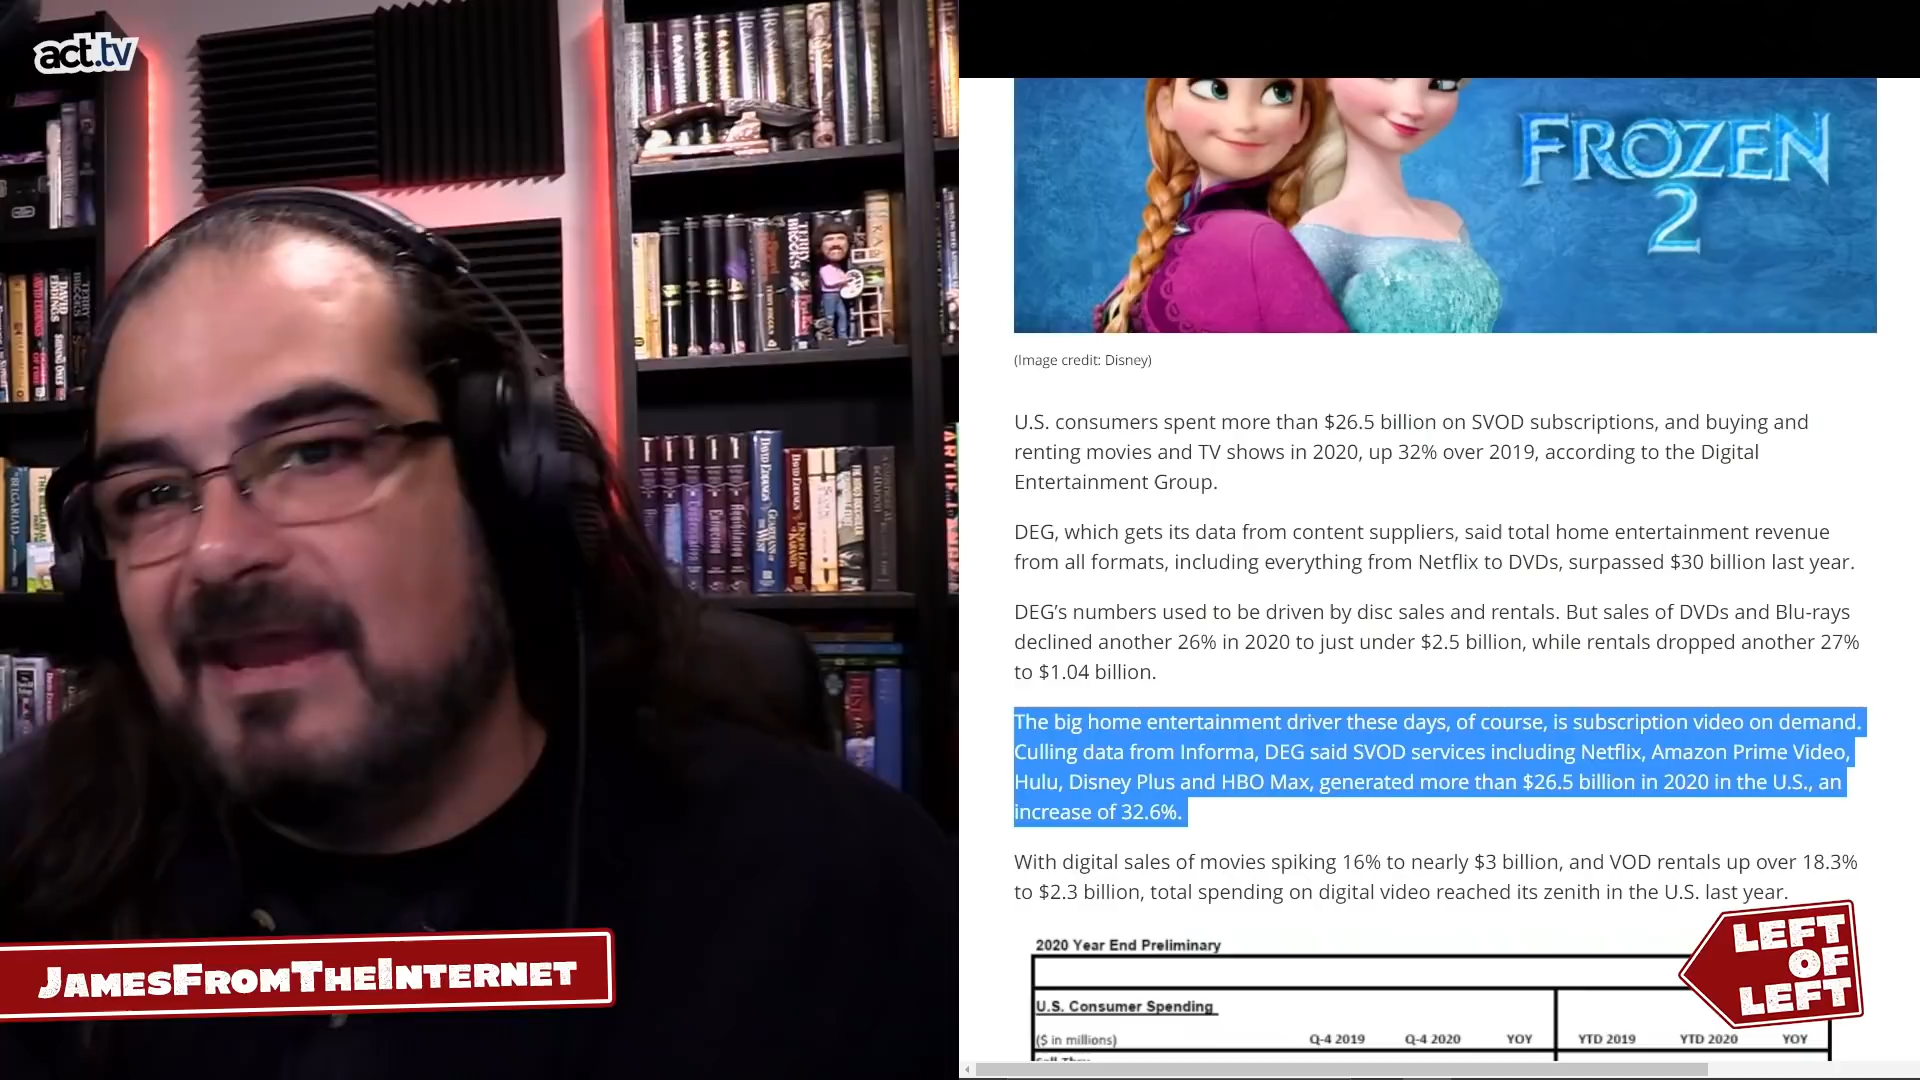 act.tv
FROZEN
2
(Image credit: Disney)
U.S. consumers spent more than $26.5 billion on SVOD subscriptions, and buying and
renting movies and TV shows in 2020, up 32% over 2019, according to the Digital
Entertainment Group.
DEG, which gets its data from content suppliers, said total home entertainment revenue
from all formats, including everything from Netflix to DVDs, surpassed $30 billion last year.
DEG’s numbers used to be driven by disc sales and rentals. But sales of DVDs and Blu-rays
declined another 26% in 2020 to just under $2.5 billion, while rentals dropped another 27%
to $1.04 billion.
The big home entertainment driver these days, of course, is subscription video on demand.
Culling data from Informa, DEG said SVOD services including Netflix, Amazon Prime Video,
Hulu, Disney Plus and HBO Max, generated more than $26.5 billion in 2020 in the U.S., an
increase of 32.6%.
With digital sales of movies spiking 16% to nearly $3 billion, and VOD rentals up over 18.3%
to $2.3 billion, total spending on digital video reached its zenith in the U.S. last year.
2020 Year End Preliminary
U.S. Consumer Spending
($ in millions) Q-4 2019 Q-4 2020 YOY YTD 2019 YTD 2020 YOY
JAMESFROMTHEINTERNET
LEFT
OF
LEFT
TERRY
BROOKS
DAVID
EDDINGS